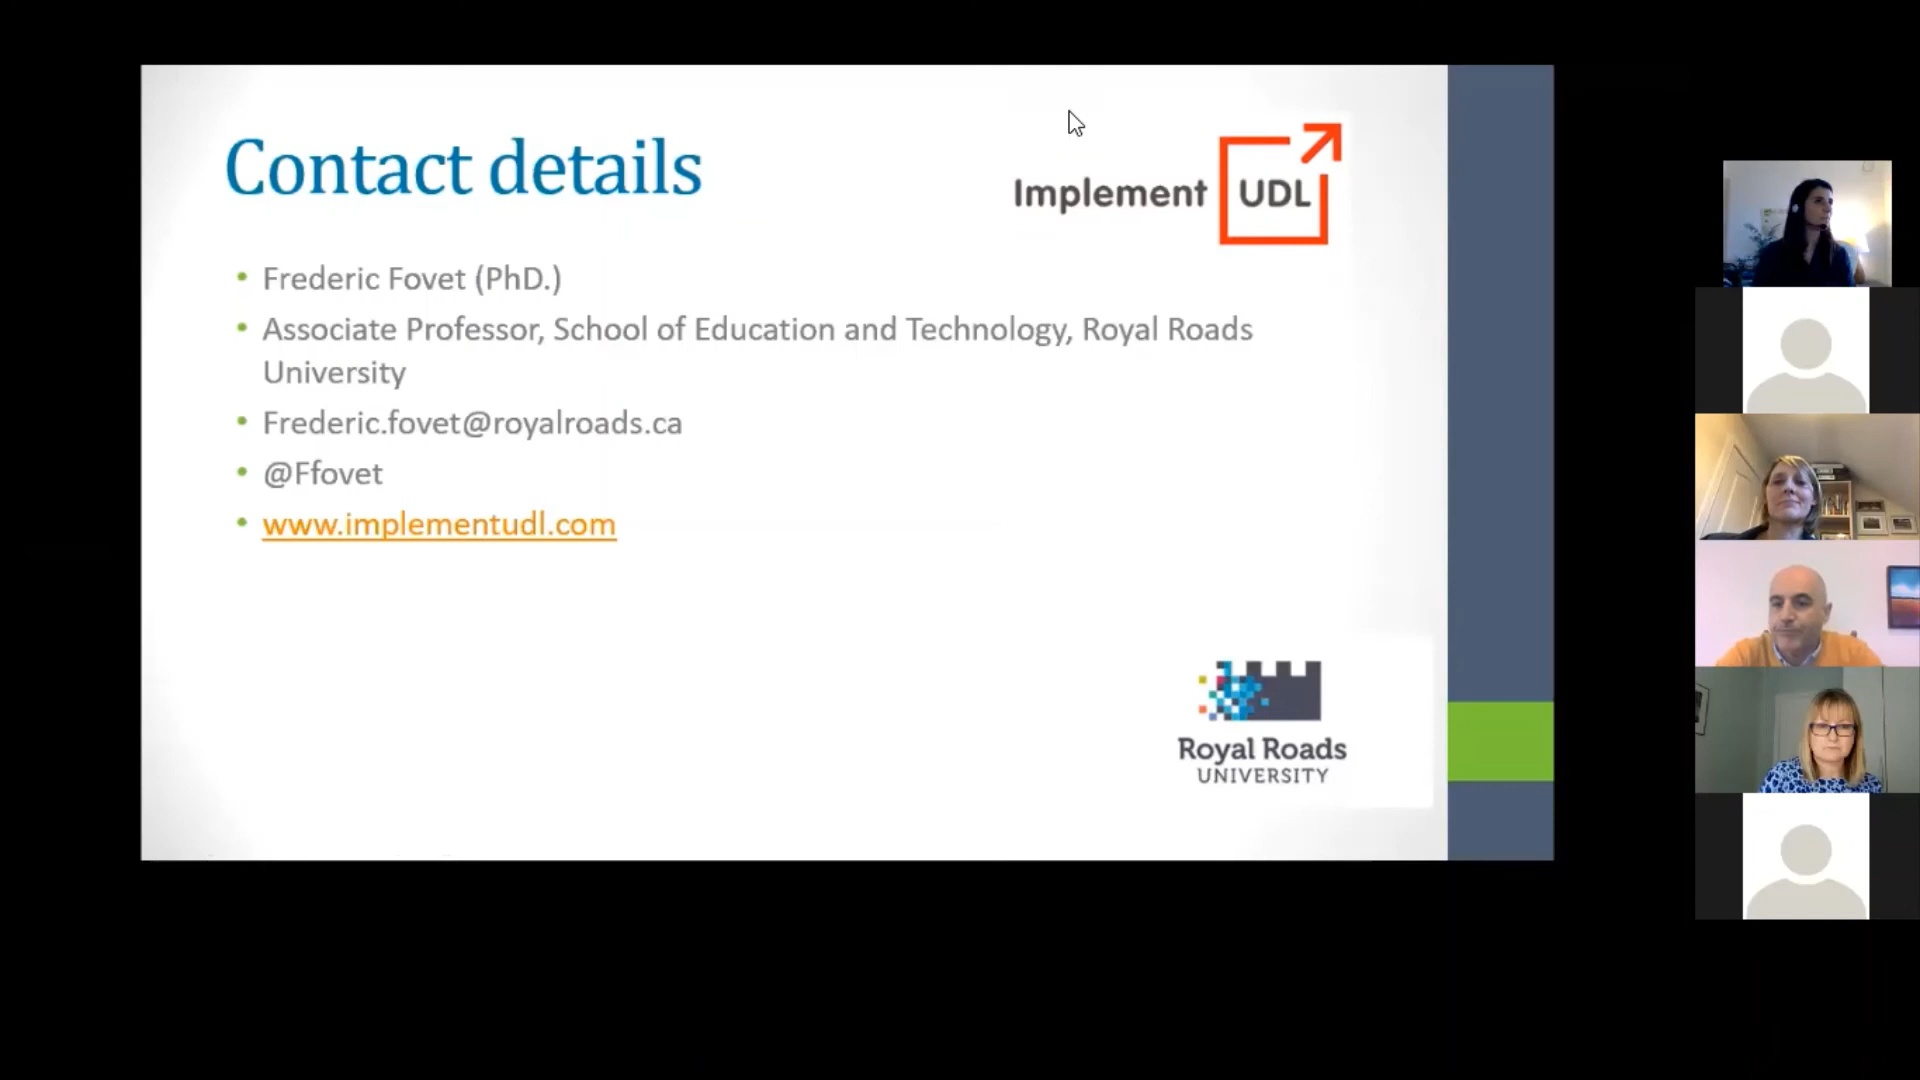 Contact details
Implement UDL
Frederic Fovet (PhD.)
Associate Professor, School of Education and Technology, Royal Roads
University
Frederic.fovet@royalroads.ca
@Ffovet
www.implementudl.com
Royal Roads
UNIVERSITY